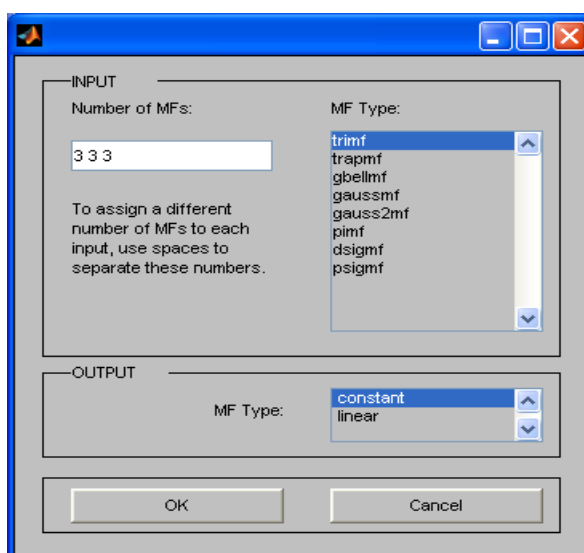 INPUT
Number of MFs:
3 3 3
To assign a different
number of MFs to each
input, use spaces to
separate these numbers.
MF Type:
trimf
trapmf
gbellmf
gaussmf
gauss2mf
pimf
dsigmf
psigmf
OUTPUT
MF Type:
constant
linear
OK
Cancel